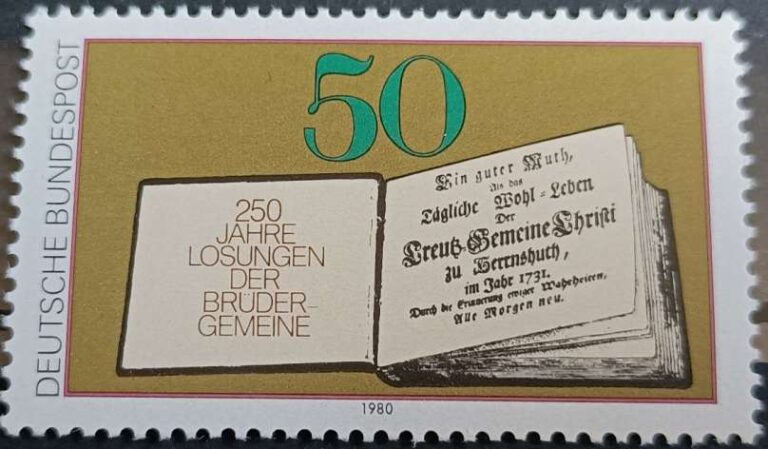 DEUTSCHE BUNDESPOST
50
250
JAHRE
LOSUNGEN
DER
BRÜDER-
GEMEINE
Ein guter Muth,
Als das
Tägliche Wohl-Leben
Der
Creutz-Gemeine Christi
zu Herrnhuth,
im Jahr 1731.
Durch die Erinnerung ewiger Wahrheiten,
Alle Morgen neu.
1980